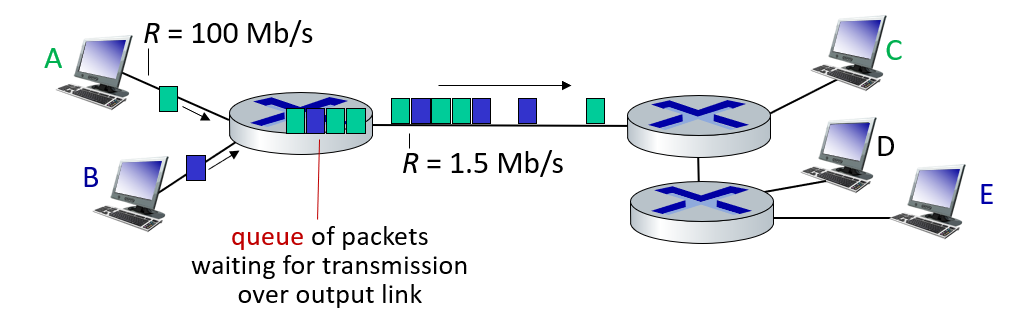 R = 100 Mb/s
A
C
R = 1.5 Mb/s
D
B
E
queue of packets
waiting for transmission
over output link